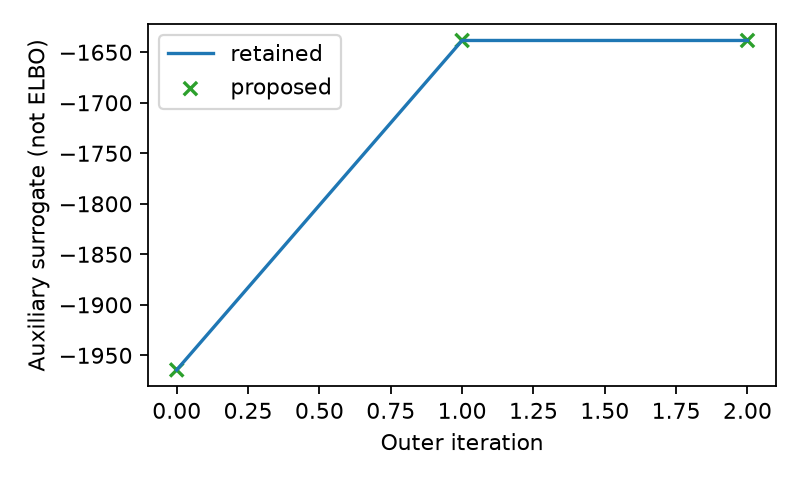 Auxiliary surrogate (not ELBO)
−1650
−1700
−1750
−1800
−1850
−1900
−1950
retained
proposed
0.00 0.25 0.50 0.75 1.00 1.25 1.50 1.75 2.00
Outer iteration